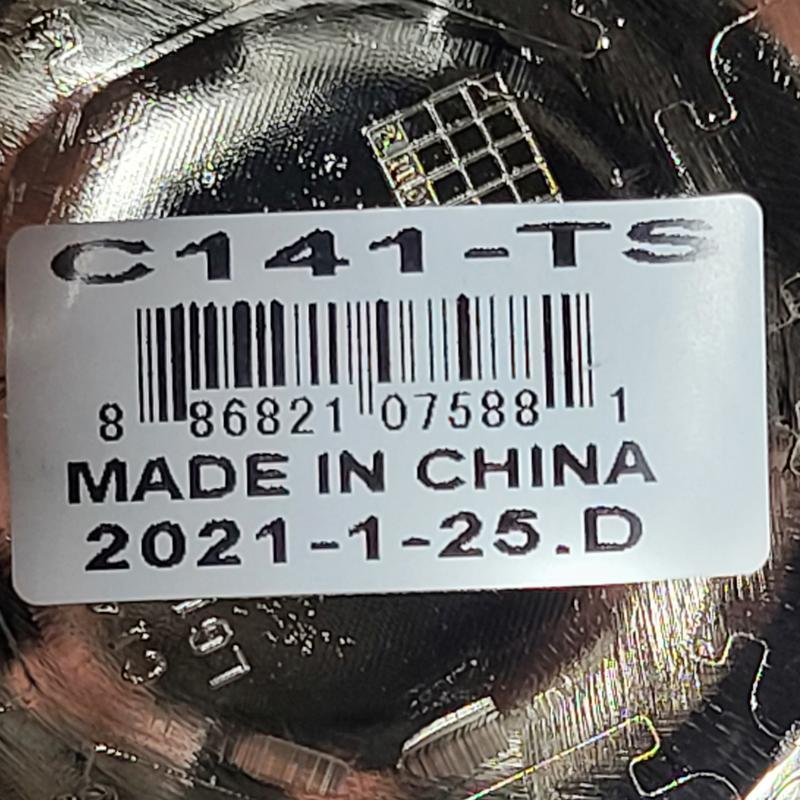 C141-TS
8 86821 07588 1
MADE IN CHINA
2021-1-25.D